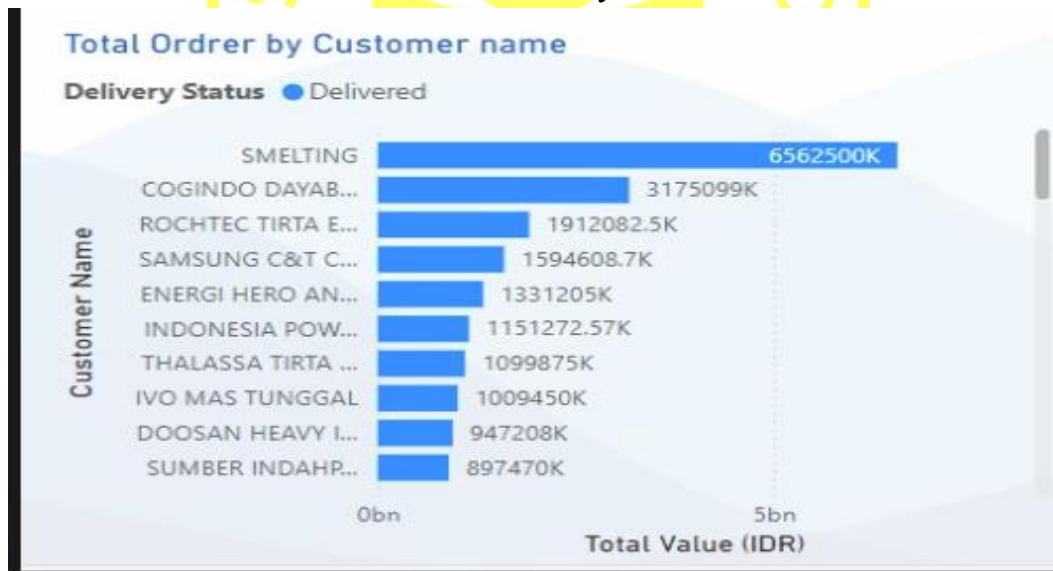 Total Ordrer by Customer name
Delivery Status Delivered
Customer Name
SMELTING 6562500K
COGINDO DAYAB... 3175099K
ROCHTEC TIRTA E... 1912082.5K
SAMSUNG C&T C... 1594608.7K
ENERGI HERO AN... 1331205K
INDONESIA POW... 1151272.57K
THALASSA TIRTA ... 1099875K
IVO MAS TUNGGAL 1009450K
DOOSAN HEAVY I... 947208K
SUMBER INDAHP... 897470K
0bn 5bn
Total Value (IDR)